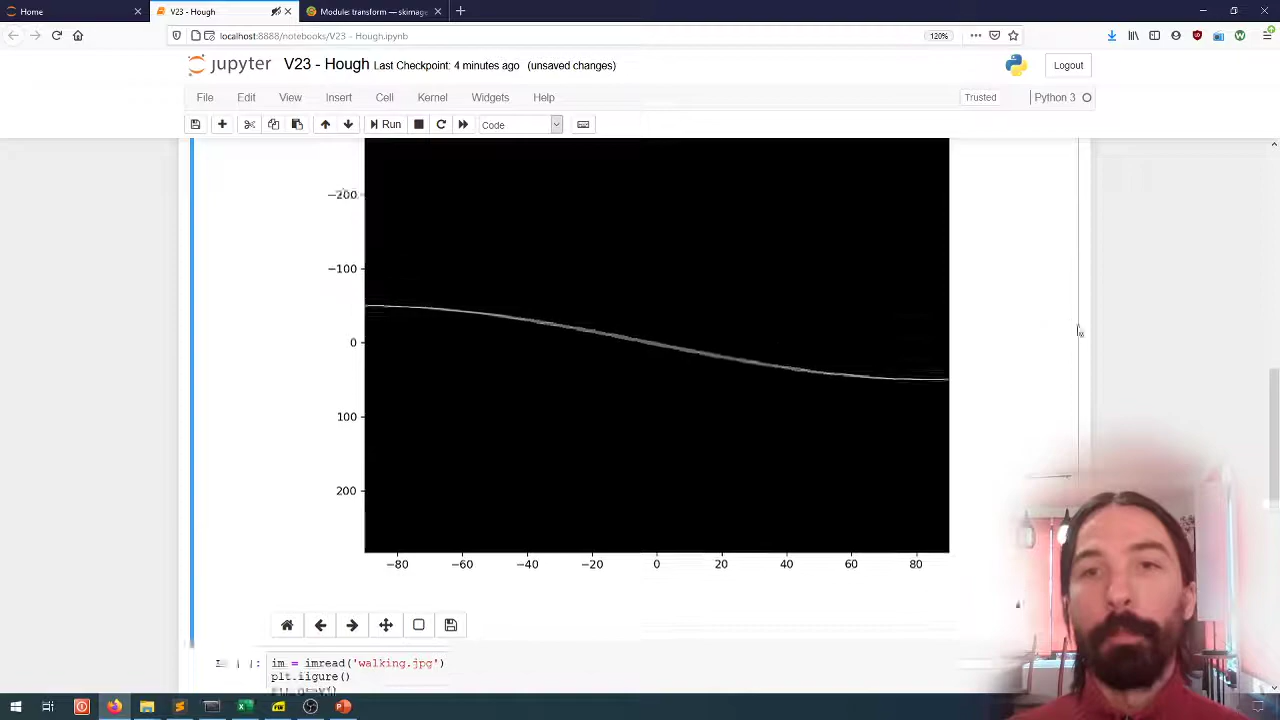 Home
V23 - Hough
Module: transform — skimage
localhost:8888/notebooks/V23 - Hough.ipynb
120%
jupyter V23 - Hough Last Checkpoint: 4 minutes ago (unsaved changes)
Logout
File Edit View Insert Cell Kernel Widgets Help
Trusted
Python 3
Run
Code
−200
−100
0
100
200
−80 −60 −40 −20 0 20 40 60 80
im = imread('walking.jpg')